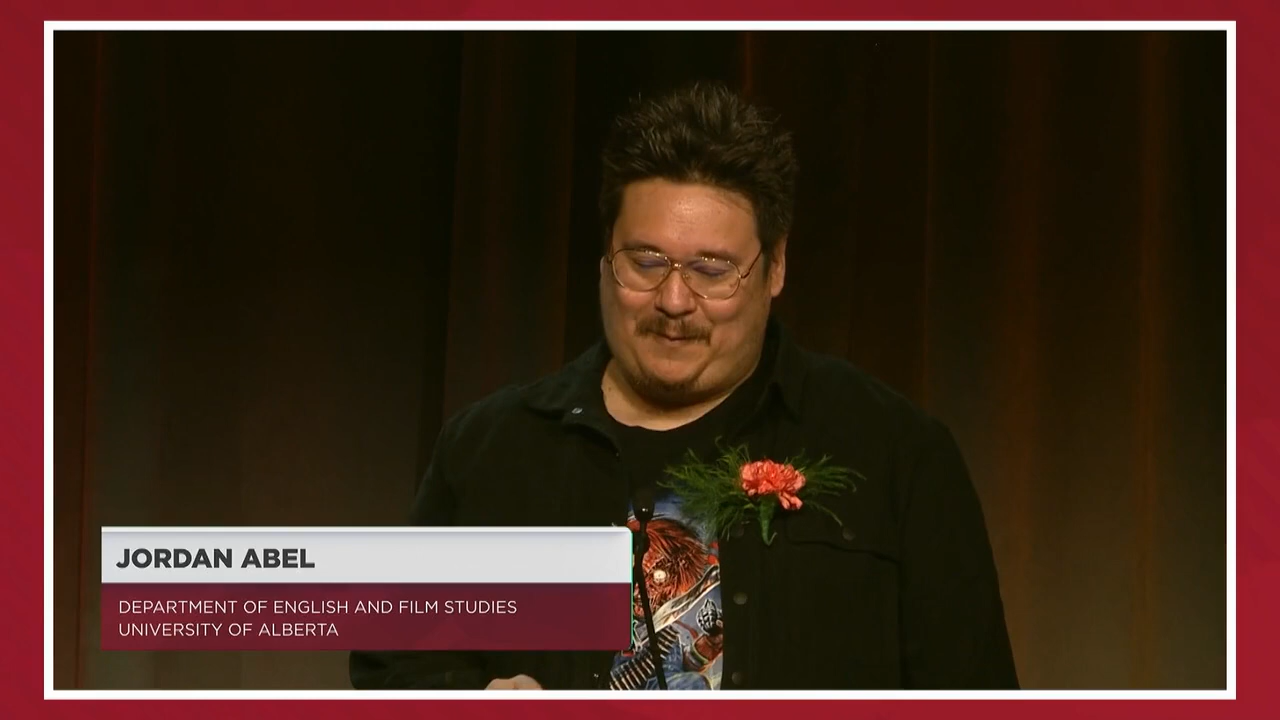 JORDAN ABEL
DEPARTMENT OF ENGLISH AND FILM STUDIES
UNIVERSITY OF ALBERTA